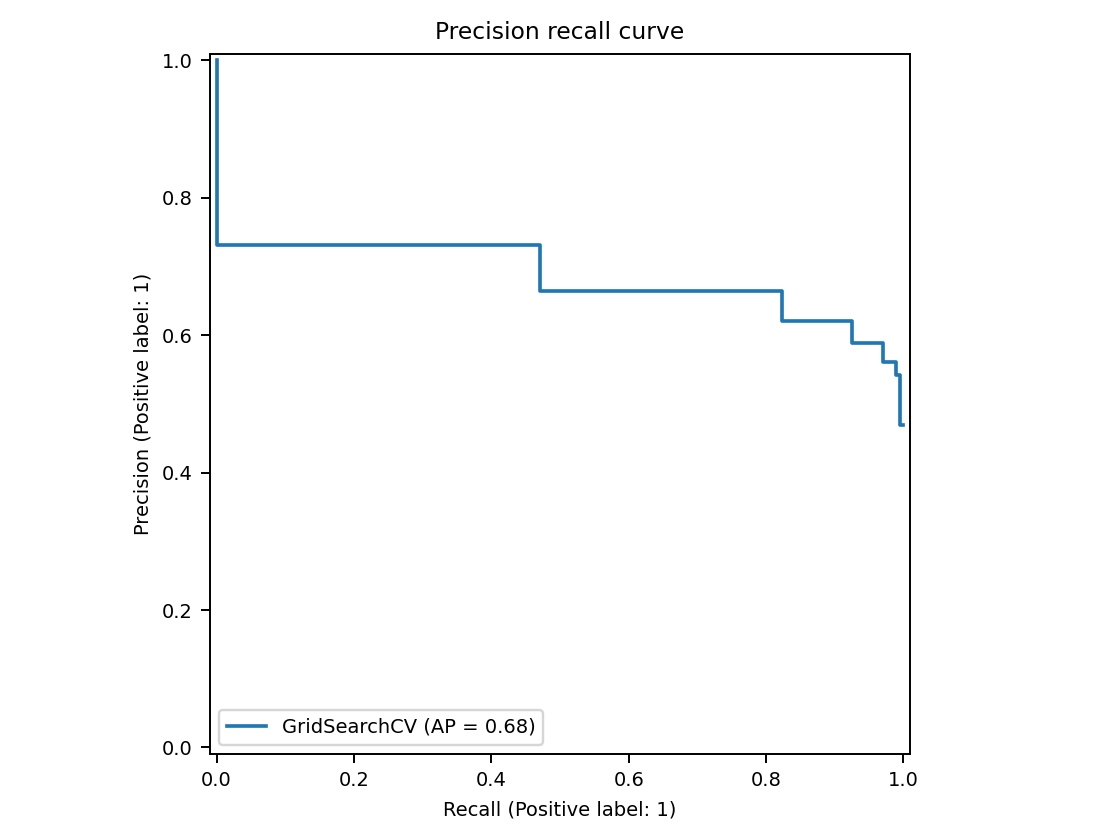 Precision recall curve
1.0
0.8
0.6
0.4
0.2
0.0
Precision (Positive label: 1)
GridSearchCV (AP = 0.68)
0.0 0.2 0.4 0.6 0.8 1.0
Recall (Positive label: 1)